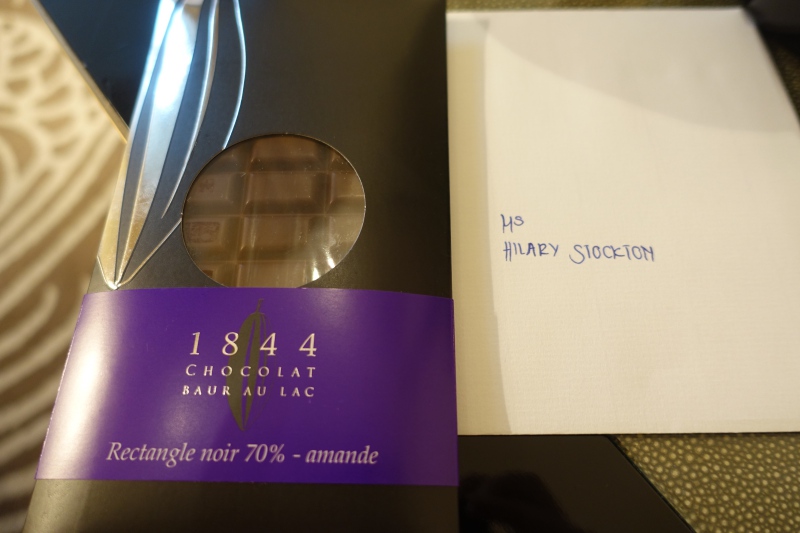 1844
CHOCOLAT
BAUR AU LAC
Rectangle noir 70% - amande
MS
HILARY STOCKTON